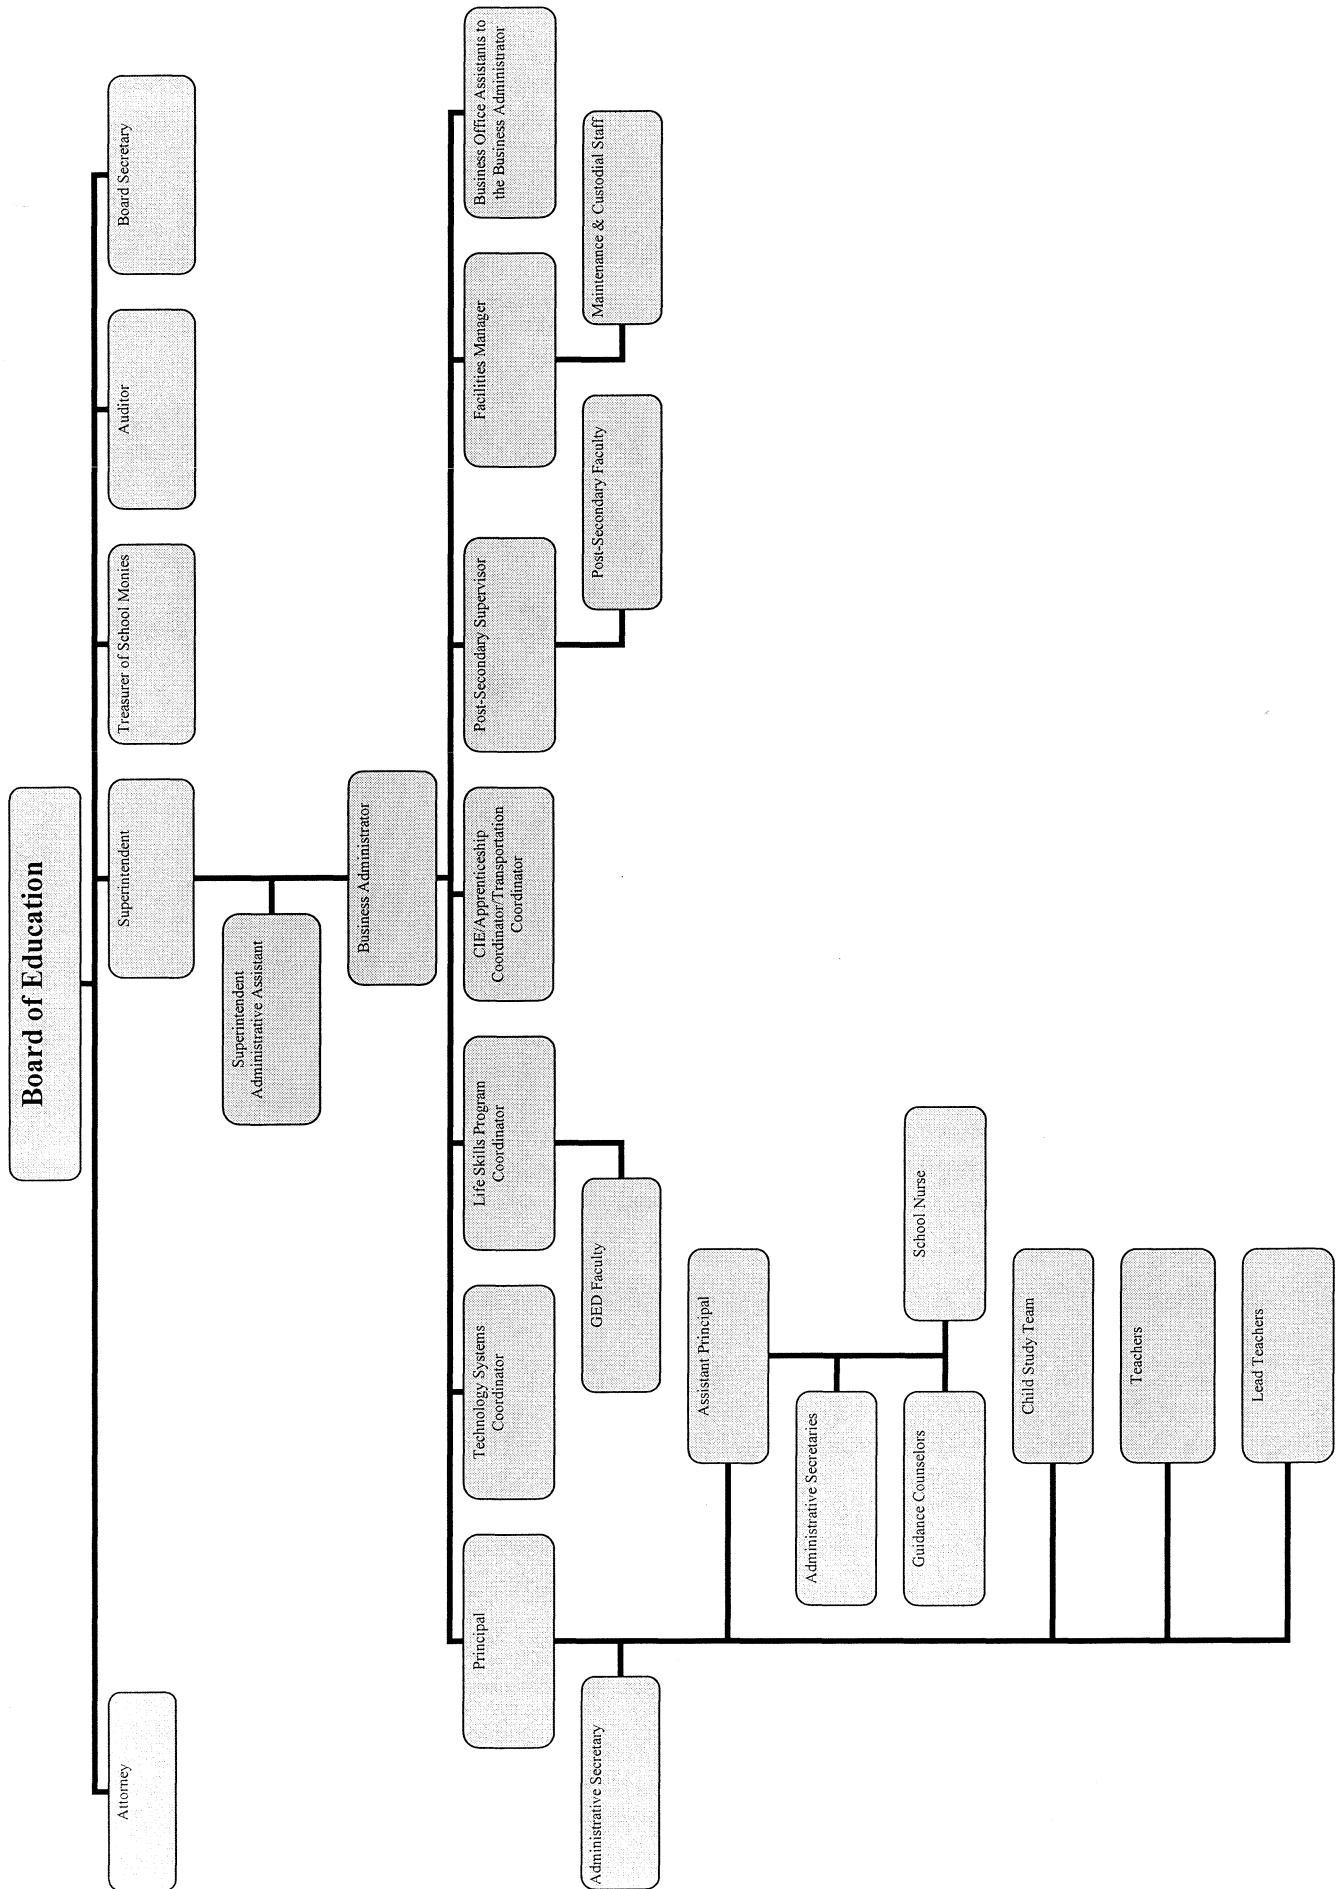 Board of Education
Attorney
Superintendent
Treasurer of School Monies
Auditor
Board Secretary
Superintendent
Administrative Assistant
Business Administrator
Principal
Technology Systems
Coordinator
Life Skills Program
Coordinator
CIE/Apprenticeship
Coordinator/Transportation
Coordinator
Post-Secondary Supervisor
Facilities Manager
Business Office Assistants to
the Business Administrator
Administrative Secretary
GED Faculty
Post-Secondary Faculty
Maintenance & Custodial Staff
Assistant Principal
Administrative Secretaries
Guidance Counselors
School Nurse
Child Study Team
Teachers
Lead Teachers